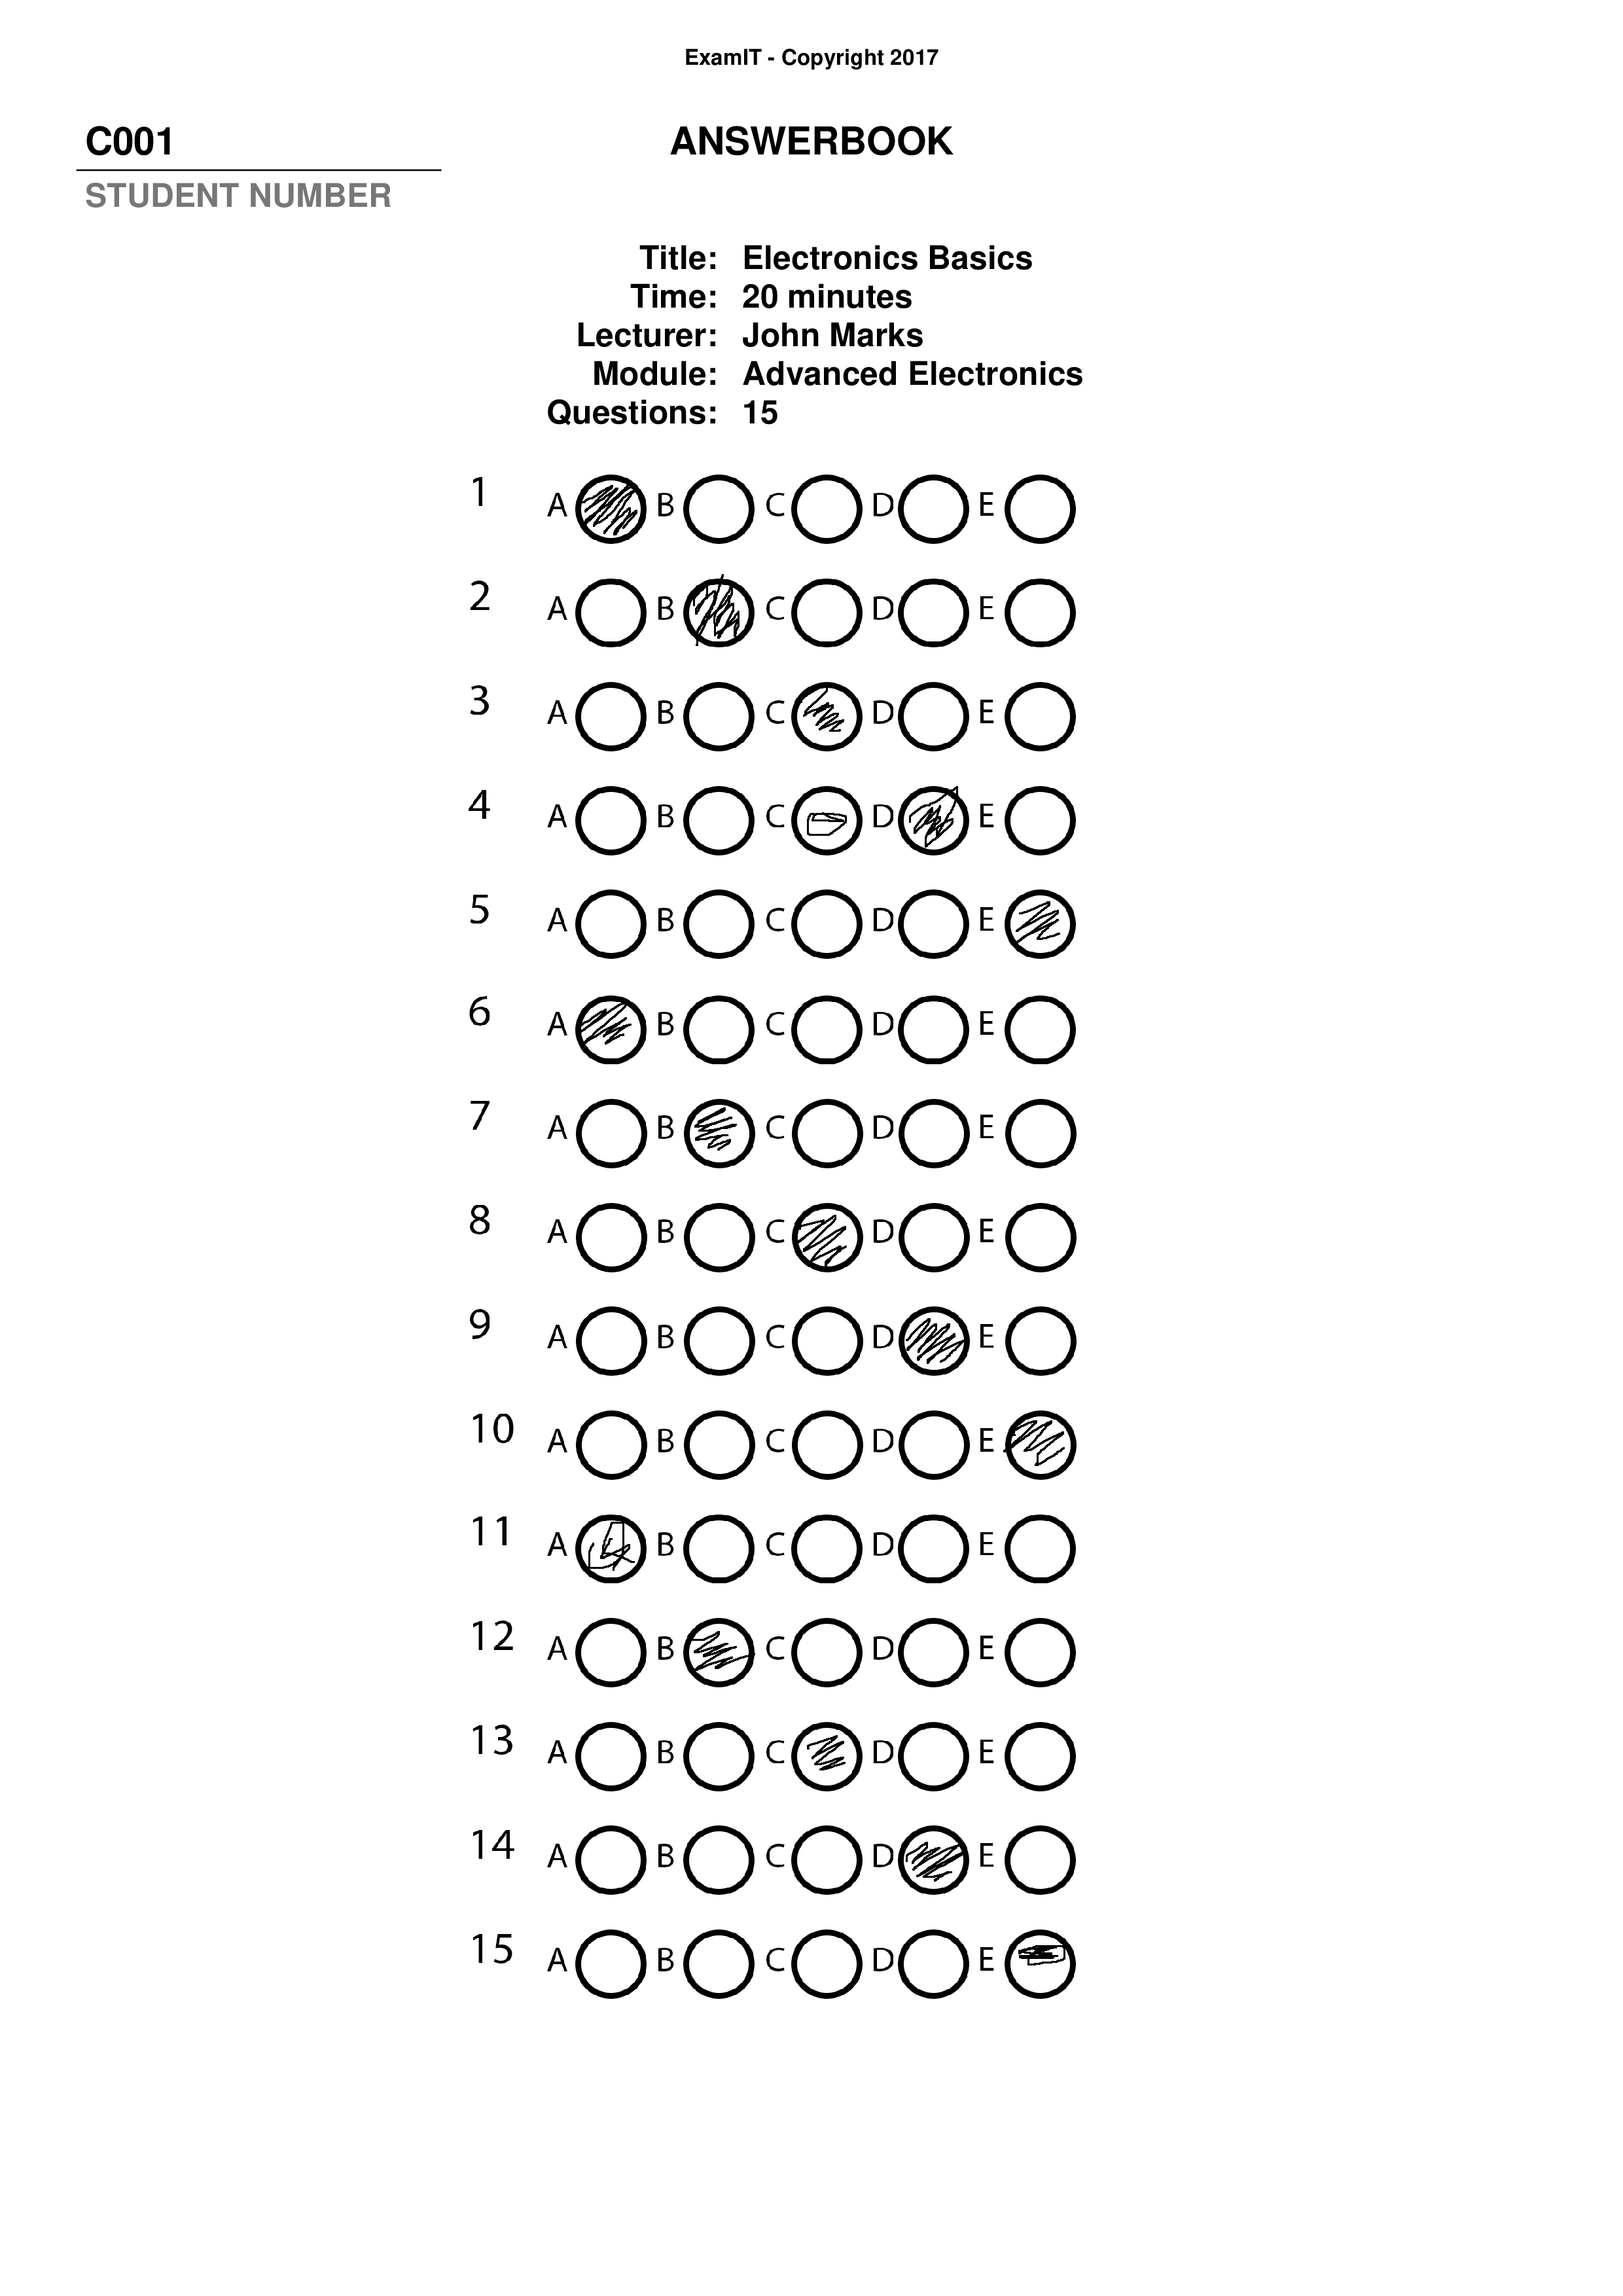 ExamIT - Copyright 2017
C001
ANSWERBOOK
STUDENT NUMBER
Title: Electronics Basics
Time: 20 minutes
Lecturer: John Marks
Module: Advanced Electronics
Questions: 15
1 A B C D E
2 A B C D E
3 A B C D E
4 A B C D E
5 A B C D E
6 A B C D E
7 A B C D E
8 A B C D E
9 A B C D E
10 A B C D E
11 A B C D E
12 A B C D E
13 A B C D E
14 A B C D E
15 A B C D E